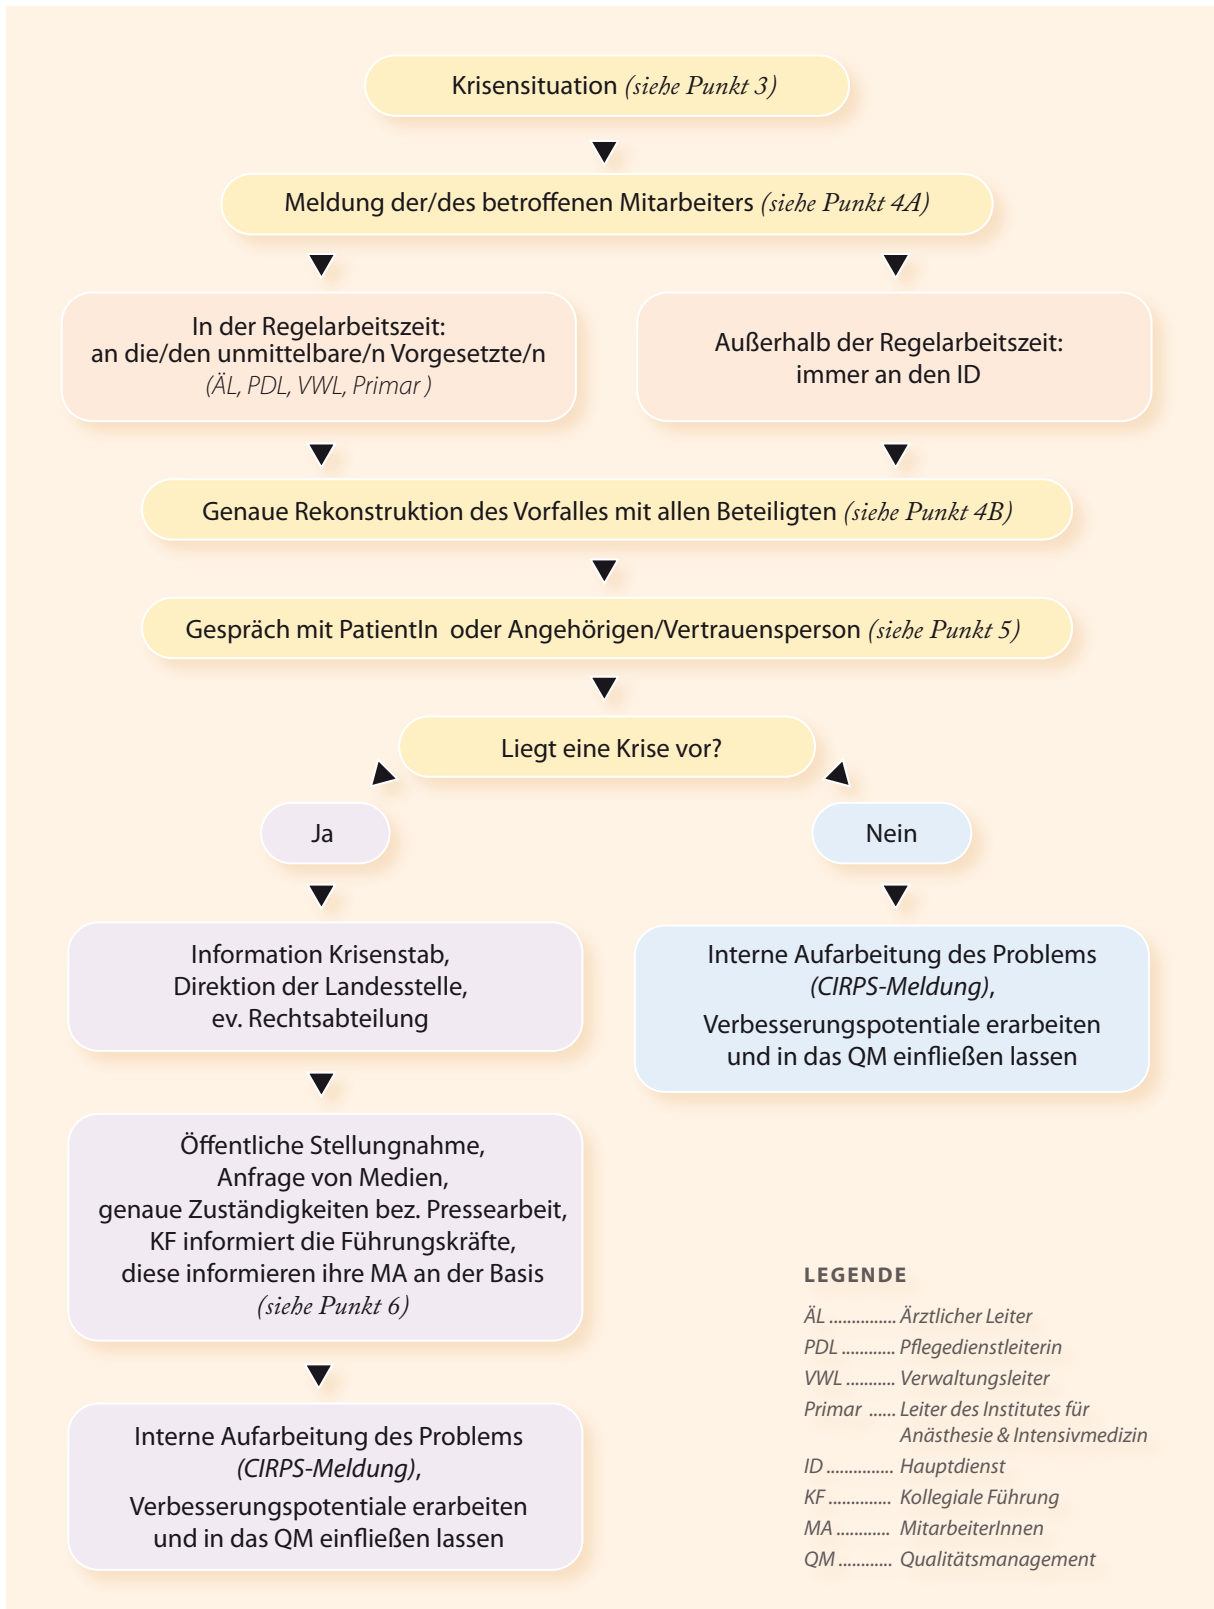 Krisensituation (siehe Punkt 3)
Meldung der/des betroffenen Mitarbeiters (siehe Punkt 4A)
In der Regelarbeitszeit:
an die/den unmittelbare/n Vorgesetzte/n
(ÄL, PDL, VWL, Primar )
Außerhalb der Regelarbeitszeit:
immer an den ID
Genaue Rekonstruktion des Vorfalles mit allen Beteiligten (siehe Punkt 4B)
Gespräch mit PatientIn oder Angehörigen/Vertrauensperson (siehe Punkt 5)
Liegt eine Krise vor?
Ja
Nein
Information Krisenstab,
Direktion der Landesstelle,
ev. Rechtsabteilung
Interne Aufarbeitung des Problems
(CIRPS-Meldung),
Verbesserungspotentiale erarbeiten
und in das QM einfließen lassen
Öffentliche Stellungnahme,
Anfrage von Medien,
genaue Zuständigkeiten bez. Pressearbeit,
KF informiert die Führungskräfte,
diese informieren ihre MA an der Basis
(siehe Punkt 6)
Interne Aufarbeitung des Problems
(CIRPS-Meldung),
Verbesserungspotentiale erarbeiten
und in das QM einfließen lassen
LEGENDE
ÄL ............... Ärztlicher Leiter
PDL ............ Pflegedienstleiterin
VWL ........... Verwaltungsleiter
Primar ...... Leiter des Institutes für
Anästhesie & Intensivmedizin
ID ............... Hauptdienst
KF .............. Kollegiale Führung
MA ............ MitarbeiterInnen
QM ............ Qualitätsmanagement